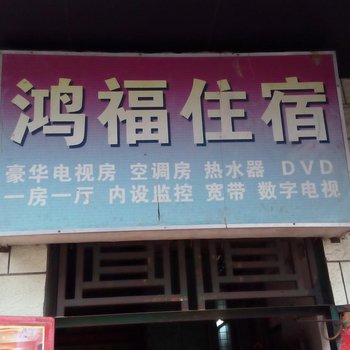 鸿福住宿
豪华电视房 空调房 热水器 DVD
一房一厅 内设监控 宽带 数字电视